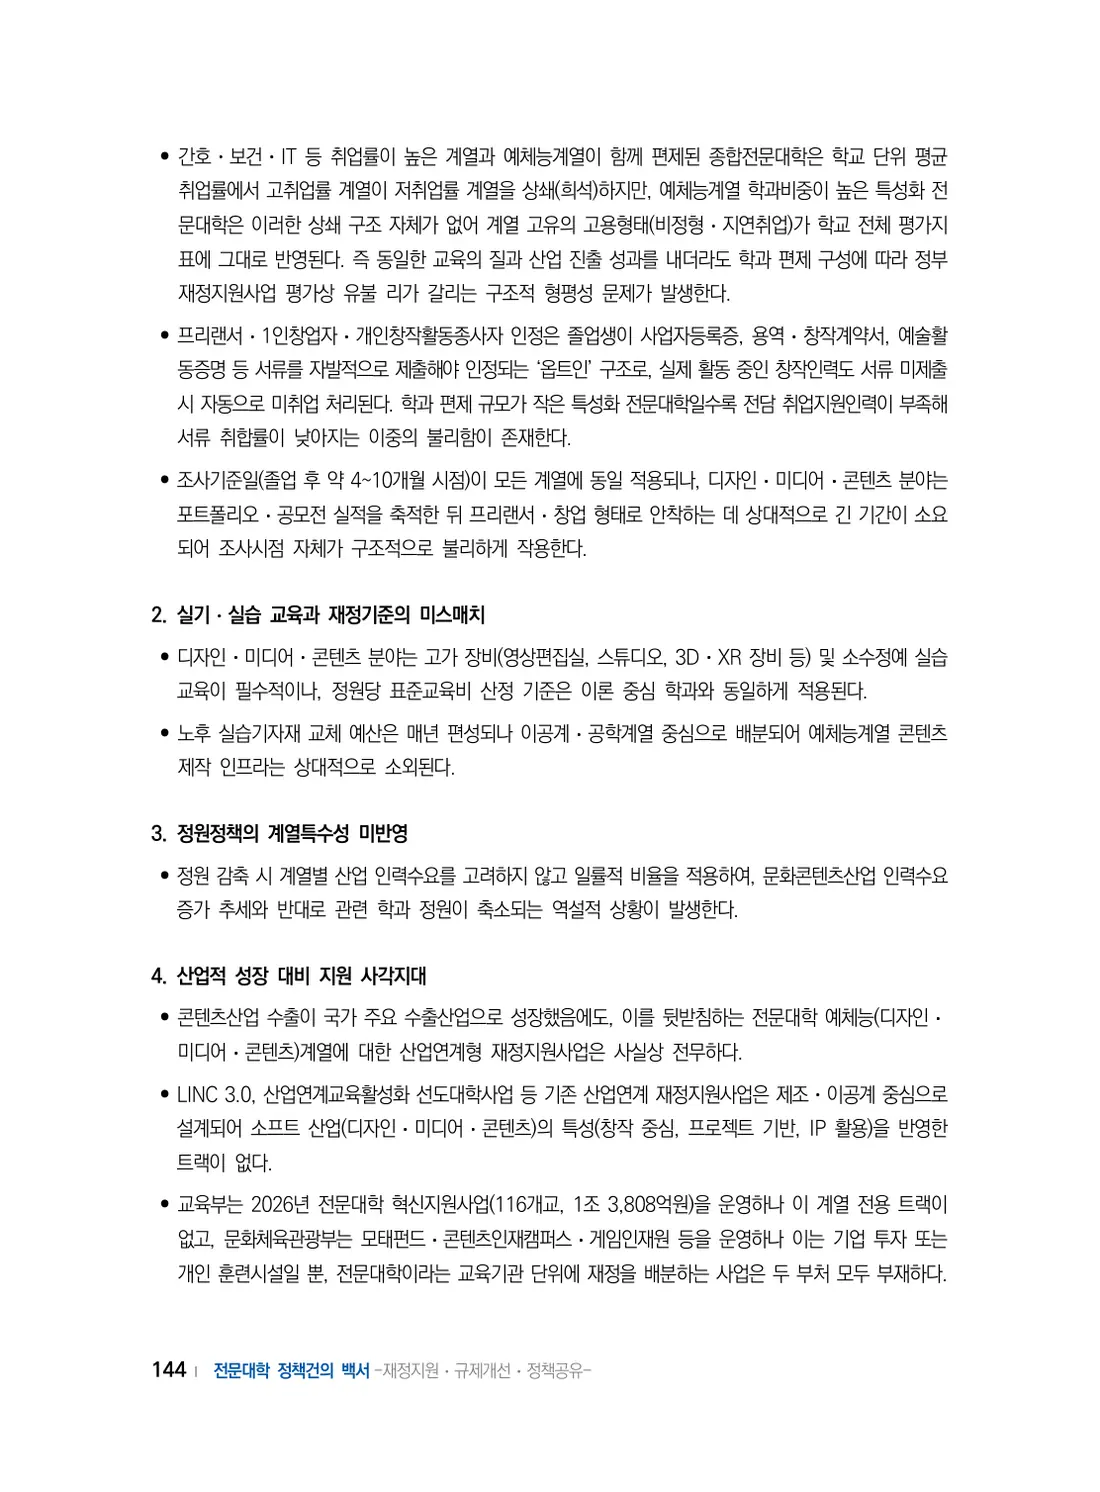 • 간호・보건・IT 등 취업률이 높은 계열과 예체능계열이 함께 편제된 종합전문대학은 학교 단위 평균
취업률에서 고취업률 계열이 저취업률 계열을 상쇄(희석)하지만, 예체능계열 학과비중이 높은 특성화 전
문대학은 이러한 상쇄 구조 자체가 없어 계열 고유의 고용형태(비정형・지연취업)가 학교 전체 평가지
표에 그대로 반영된다. 즉 동일한 교육의 질과 산업 진출 성과를 내더라도 학과 편제 구성에 따라 정부
재정지원사업 평가상 유불 리가 갈리는 구조적 형평성 문제가 발생한다.
• 프리랜서・1인창업자・개인창작활동종사자 인정은 졸업생이 사업자등록증, 용역・창작계약서, 예술활
동증명 등 서류를 자발적으로 제출해야 인정되는 ‘옵트인’ 구조로, 실제 활동 중인 창작인력도 서류 미제출
시 자동으로 미취업 처리된다. 학과 편제 규모가 작은 특성화 전문대학일수록 전담 취업지원인력이 부족해
서류 취합률이 낮아지는 이중의 불리함이 존재한다.
• 조사기준일(졸업 후 약 4~10개월 시점)이 모든 계열에 동일 적용되나, 디자인・미디어・콘텐츠 분야는
포트폴리오・공모전 실적을 축적한 뒤 프리랜서・창업 형태로 안착하는 데 상대적으로 긴 기간이 소요
되어 조사시점 자체가 구조적으로 불리하게 작용한다.
2. 실기・실습 교육과 재정기준의 미스매치
• 디자인・미디어・콘텐츠 분야는 고가 장비(영상편집실, 스튜디오, 3D・XR 장비 등) 및 소수정예 실습
교육이 필수적이나, 정원당 표준교육비 산정 기준은 이론 중심 학과와 동일하게 적용된다.
• 노후 실습기자재 교체 예산은 매년 편성되나 이공계・공학계열 중심으로 배분되어 예체능계열 콘텐츠
제작 인프라는 상대적으로 소외된다.
3. 정원정책의 계열특수성 미반영
• 정원 감축 시 계열별 산업 인력수요를 고려하지 않고 일률적 비율을 적용하여, 문화콘텐츠산업 인력수요
증가 추세와 반대로 관련 학과 정원이 축소되는 역설적 상황이 발생한다.
4. 산업적 성장 대비 지원 사각지대
• 콘텐츠산업 수출이 국가 주요 수출산업으로 성장했음에도, 이를 뒷받침하는 전문대학 예체능(디자인・
미디어・콘텐츠)계열에 대한 산업연계형 재정지원사업은 사실상 전무하다.
• LINC 3.0, 산업연계교육활성화 선도대학사업 등 기존 산업연계 재정지원사업은 제조・이공계 중심으로
설계되어 소프트 산업(디자인・미디어・콘텐츠)의 특성(창작 중심, 프로젝트 기반, IP 활용)을 반영한
트랙이 없다.
• 교육부는 2026년 전문대학 혁신지원사업(116개교, 1조 3,808억원)을 운영하나 이 계열 전용 트랙이
없고, 문화체육관광부는 모태펀드・콘텐츠인재캠퍼스・게임인재원 등을 운영하나 이는 기업 투자 또는
개인 훈련시설일 뿐, 전문대학이라는 교육기관 단위에 재정을 배분하는 사업은 두 부처 모두 부재하다.
144 | 전문대학 정책건의 백서 -재정지원・규제개선・정책공유-